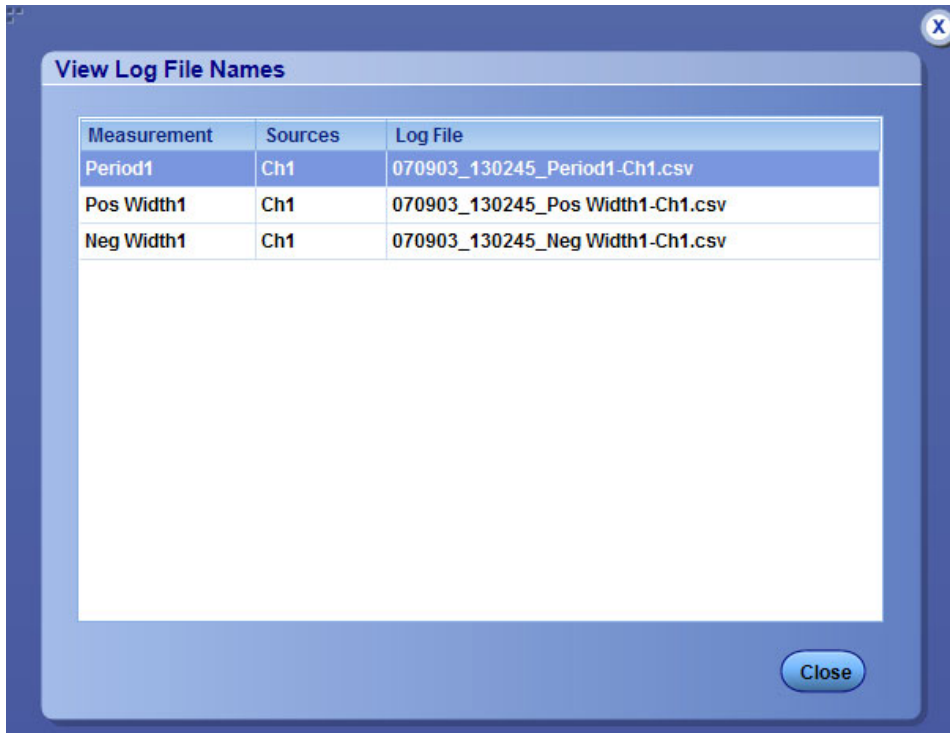 X
View Log File Names
Measurement Sources Log File
Period1 Ch1 070903_130245_Period1-Ch1.csv
Pos Width1 Ch1 070903_130245_Pos Width1-Ch1.csv
Neg Width1 Ch1 070903_130245_Neg Width1-Ch1.csv
Close